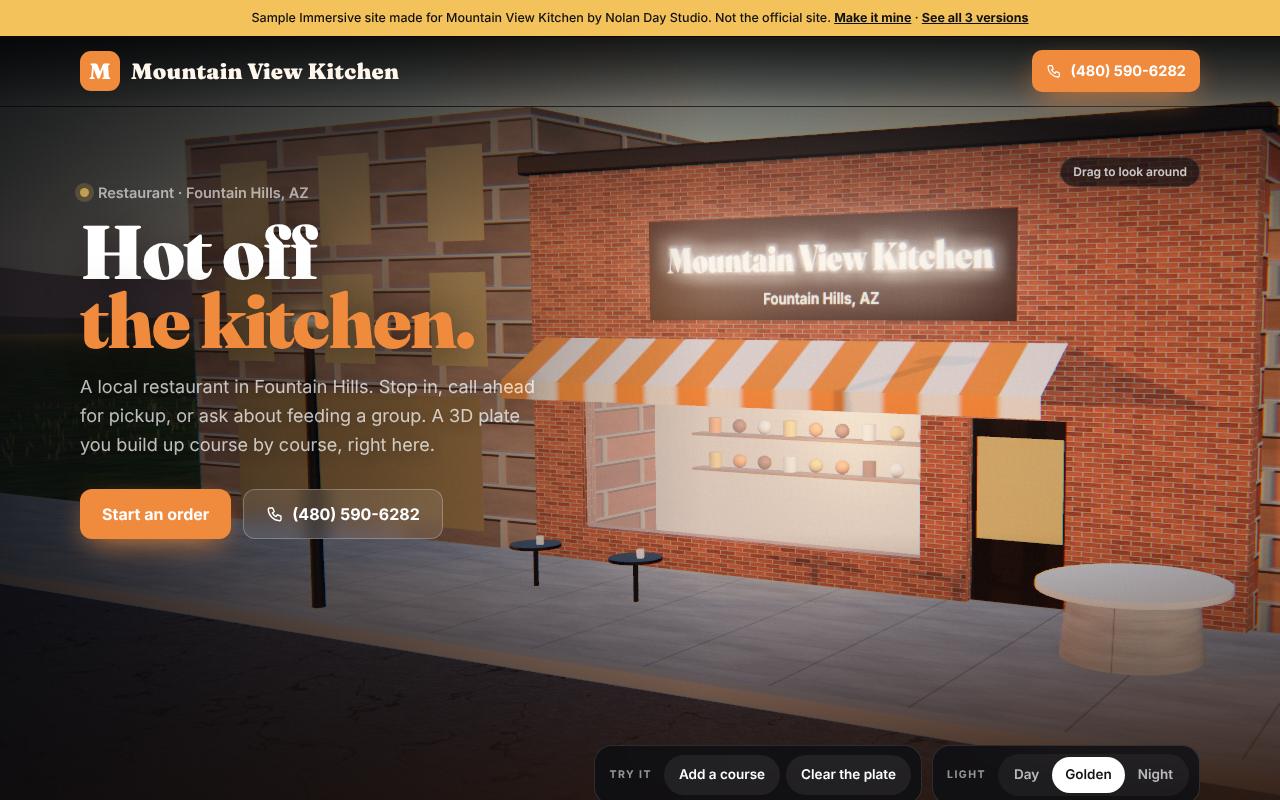 Sample Immersive site made for Mountain View Kitchen by Nolan Day Studio. Not the official site. Make it mine · See all 3 versions
M Mountain View Kitchen
(480) 590-6282
Drag to look around
Restaurant · Fountain Hills, AZ
Hot off
the kitchen.
Mountain View Kitchen
Fountain Hills, AZ
A local restaurant in Fountain Hills. Stop in, call ahead
for pickup, or ask about feeding a group. A 3D plate
you build up course by course, right here.
Start an order
(480) 590-6282
TRY IT Add a course Clear the plate
LIGHT Day Golden Night